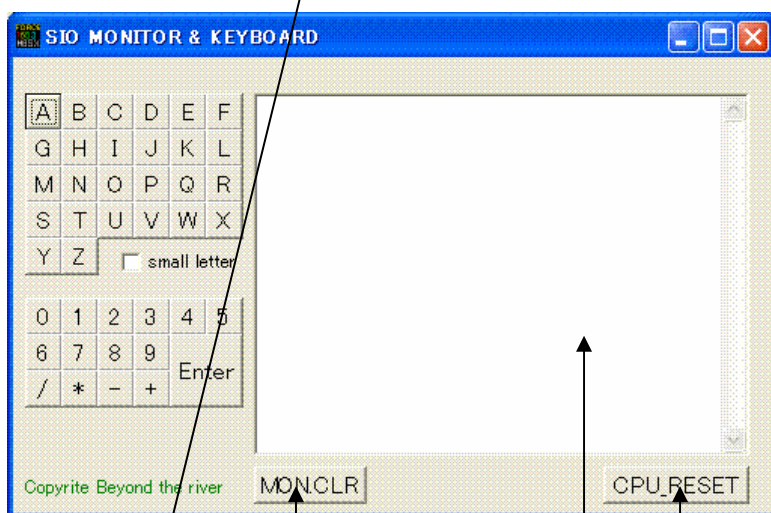 SIO MONITOR & KEYBOARD
A B C D E F
G H I J K L
M N O P Q R
S T U V W X
Y Z small letter
0 1 2 3 4 5
6 7 8 9
Enter
/ * - +
Copyrite Beyond the river
MON.CLR
CPU_RESET